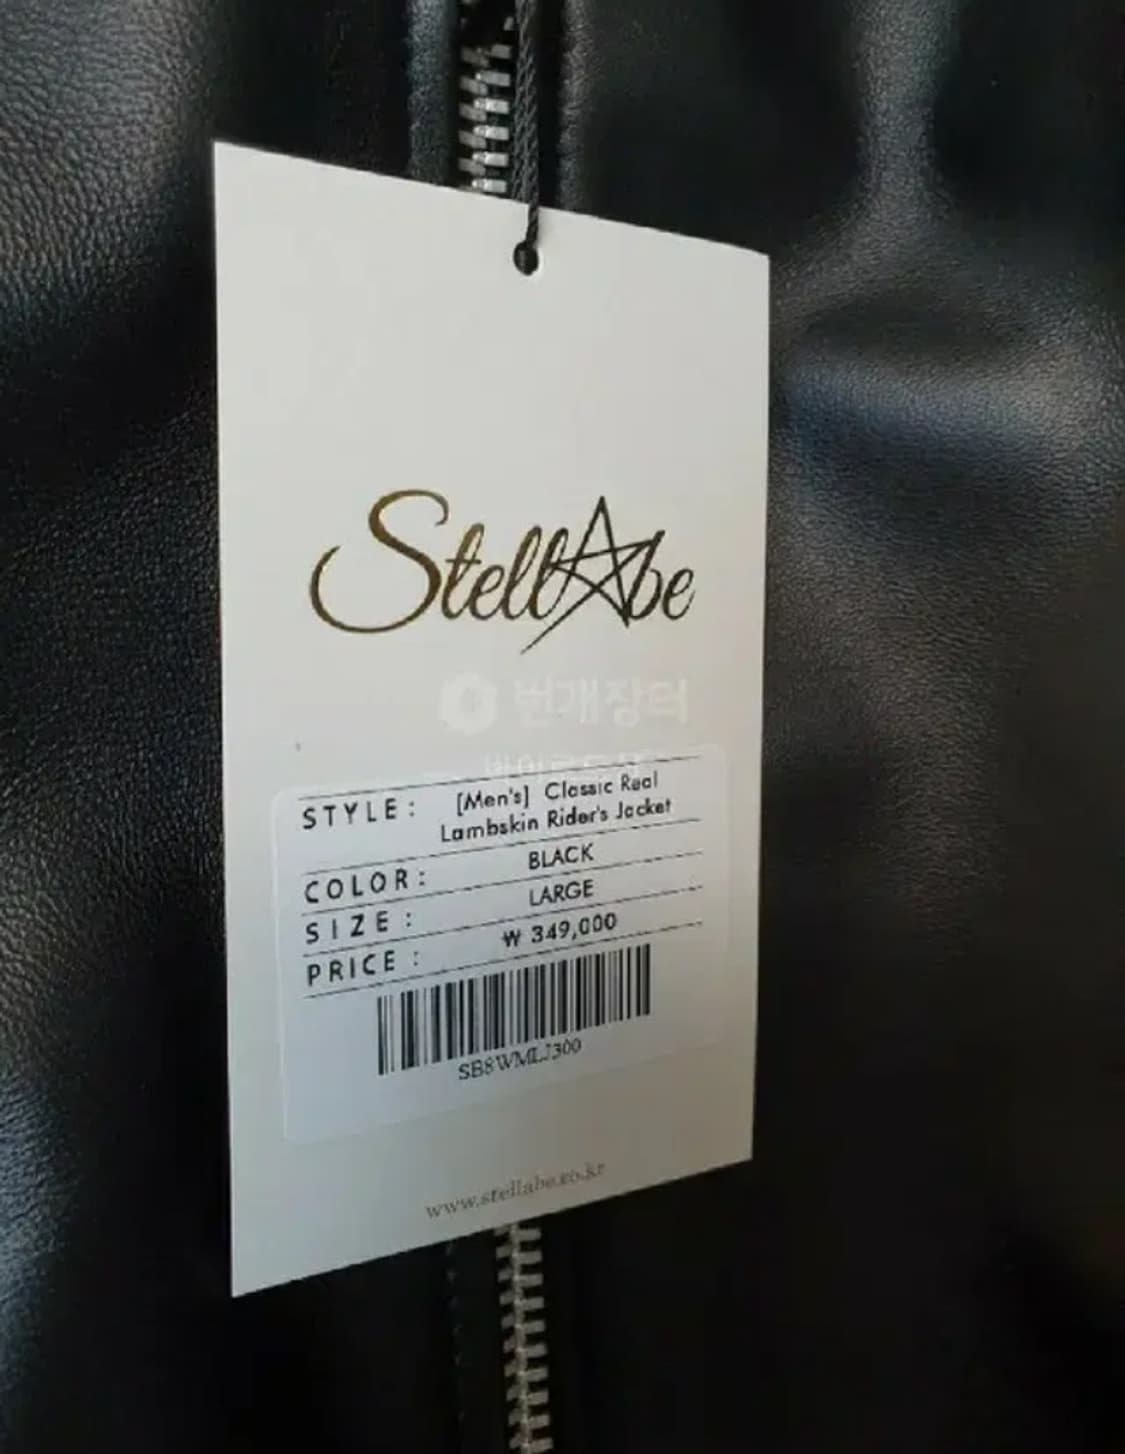 StellAbe
번개장터
STYLE : [Men's] Classic Real
Lambskin Rider's Jacket
COLOR : BLACK
SIZE : LARGE
PRICE : ₩ 349,000
SB8WMLJ300
www.stellabe.co.kr